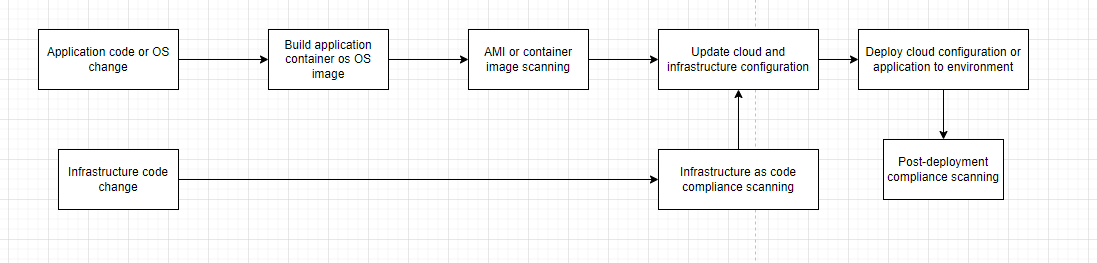 Application code or OS
change
Build application
container os OS
image
AMI or container
image scanning
Update cloud and
infrastructure configuration
Deploy cloud configuration or
application to environment
Infrastructure code
change
Infrastructure as code
compliance scanning
Post-deployment
compliance scanning